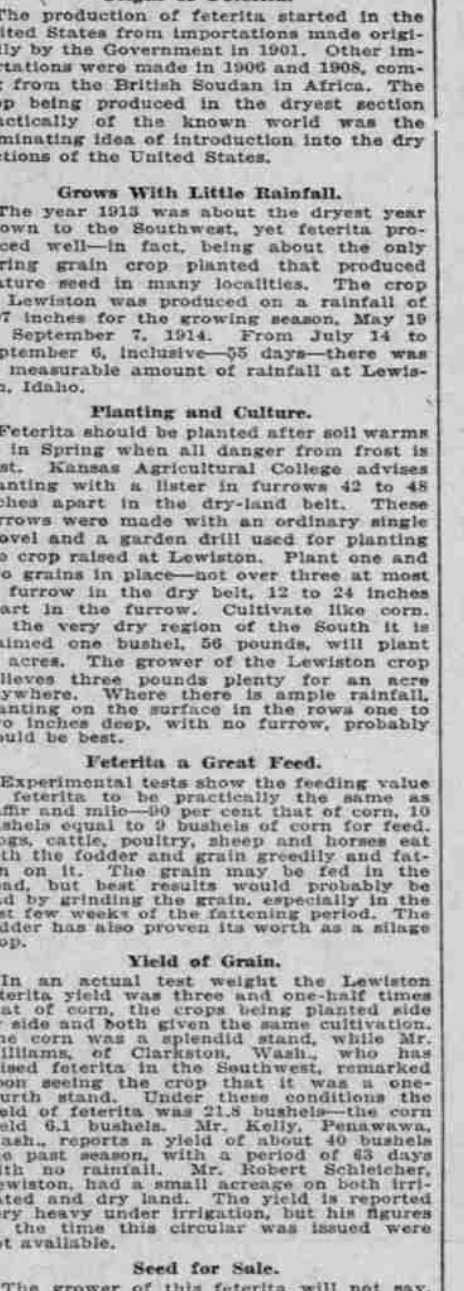 The production of feterita started in the
ited States from importations made origi-
lly by the Government in 1901. Other im-
rtations were made in 1906 and 1908, com-
g from the British Soudan in Africa. The
op being produced in the dryest section
actically of the known world was the
minating idea of introduction into the dry
ctions of the United States.
Grows With Little Rainfall.
The year 1913 was about the dryest year
own to the Southwest, yet feterita pro-
ced well—in fact, being about the only
ring grain crop planted that produced
ature seed in many localities. The crop
Lewiston was produced on a rainfall of
7 inches for the growing season, May 19
September 7, 1914. From July 14 to
ptember 6, inclusive—55 days—there was
measurable amount of rainfall at Lewis-
n, Idaho.
Planting and Culture.
Feterita should be planted after soil warms
in Spring when all danger from frost is
st. Kansas Agricultural College advises
anting with a lister in furrows 42 to 48
ches apart in the dry-land belt. These
rrows were made with an ordinary single
ovel and a garden drill used for planting
e crop raised at Lewiston. Plant one and
o grains in place—not over three at most
furrow in the dry belt, 12 to 24 inches
art in the furrow. Cultivate like corn.
the very dry region of the South it is
aimed one bushel, 56 pounds, will plant
acres. The grower of the Lewiston crop
lieves three pounds plenty for an acre
ywhere. Where there is ample rainfall,
anting on the surface in the rows one to
o inches deep, with no furrow, probably
ould be best.
Feterita a Great Feed.
Experimental tests show the feeding value
feterita to be practically the same as
affir and milo—90 per cent that of corn, 10
shels equal to 9 bushels of corn for feed.
ogs, cattle, poultry, sheep and horses eat
th the fodder and grain greedily and fat-
n on it. The grain may be fed in the
ad, but best results would probably be
d by grinding the grain, especially in the
st few weeks of the fattening period. The
dder has also proven its worth as a silage
op.
Yield of Grain.
In an actual test weight the Lewiston
terita yield was three and one-half times
at of corn, the crops being planted side
side and both given the same cultivation.
he corn was a splendid stand, while Mr.
illiams, of Clarkston, Wash., who has
ised feterita in the Southwest, remarked
on seeing the crop that it was a one-
urth stand. Under these conditions the
eld of feterita was 21.8 bushels—the corn
eld 6.1 bushels. Mr. Kelly, Penawawa,
ash., reports a yield of about 40 bushels
e past season, with a period of 63 days
ith no rainfall. Mr. Robert Schleicher,
ewiston, had a small acreage on both irri-
ated and dry land. The yield is reported
ery heavy under irrigation, but his figures
the time this circular was issued were
ot available.
Seed for Sale.
The grower of this feterita will not say,